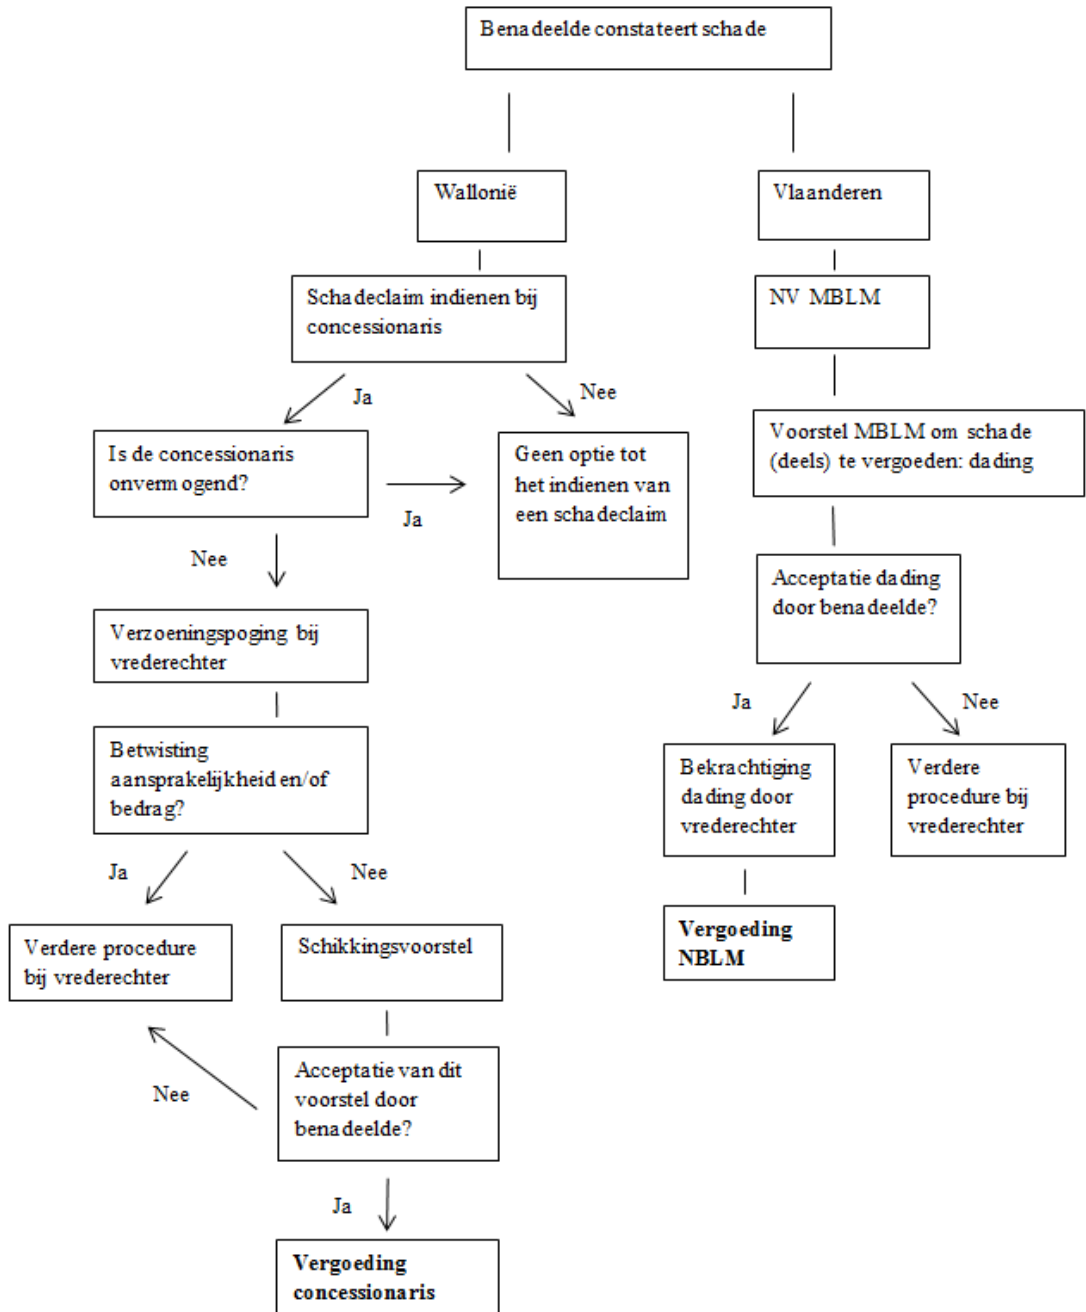 Benadeelde constateert schade
Wallonië
Vlaanderen
Schadeclaim indienen bij
concessionaris
NV MBLM
Ja
Nee
Is de concessionaris
onvermogend?
Ja
Geen optie tot
het indienen van
een schadeclaim
Voorstel MBLM om schade
(deels) te vergoeden: dading
Nee
Acceptatie dading
door benadeelde?
Verzoeningspoging bij
vrederechter
Ja
Nee
Betwisting
aansprakelijkheid en/of
bedrag?
Bekrachtiging
dading door
vrederechter
Verdere
procedure bij
vrederechter
Ja
Nee
Verdere procedure
bij vrederechter
Schikkingsvoorstel
Vergoeding
NBLM
Nee
Acceptatie van dit
voorstel door
benadeelde?
Ja
Vergoeding
concessionaris